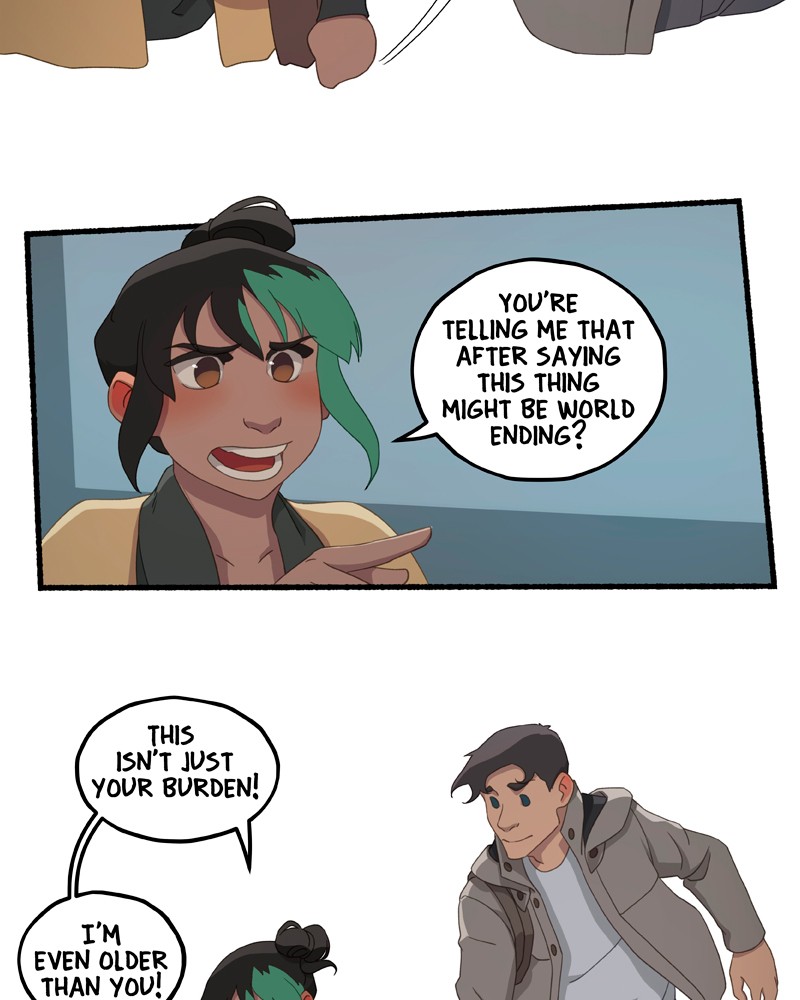 YOU'RE
TELLING ME THAT
AFTER SAYING
THIS THING
MIGHT BE WORLD
ENDING?
THIS
ISN'T JUST
YOUR BURDEN!
I'M
EVEN OLDER
THAN YOU!